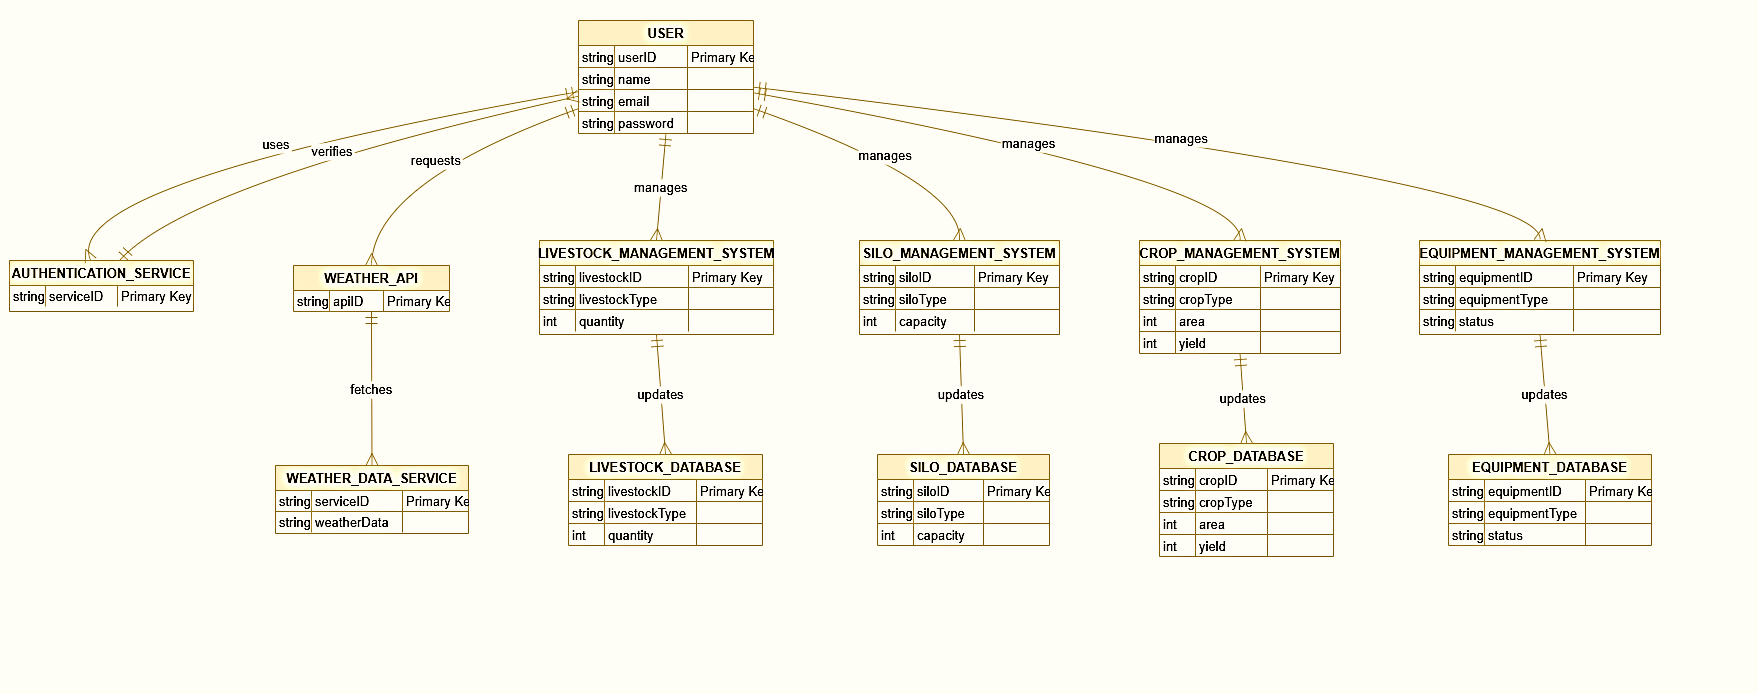 USER
string userID Primary Ke
string name
string email
string password
uses
verifies
requests
manages
manages
manages
manages
AUTHENTICATION_SERVICE
string serviceID Primary Key
WEATHER_API
string apiID Primary Ke
LIVESTOCK_MANAGEMENT_SYSTEM
string livestockID Primary Key
string livestockType
int quantity
SILO_MANAGEMENT_SYSTEM
string siloID Primary Key
string siloType
int capacity
CROP_MANAGEMENT_SYSTEM
string cropID Primary Key
string cropType
int area
int yield
EQUIPMENT_MANAGEMENT_SYSTEM
string equipmentID Primary Key
string equipmentType
string status
fetches
updates
updates
updates
updates
WEATHER_DATA_SERVICE
string serviceID Primary Ke
string weatherData
LIVESTOCK_DATABASE
string livestockID Primary Ke
string livestockType
int quantity
SILO_DATABASE
string siloID Primary Ke
string siloType
int capacity
CROP_DATABASE
string cropID Primary Ke
string cropType
int area
int yield
EQUIPMENT_DATABASE
string equipmentID Primary Ke
string equipmentType
string status